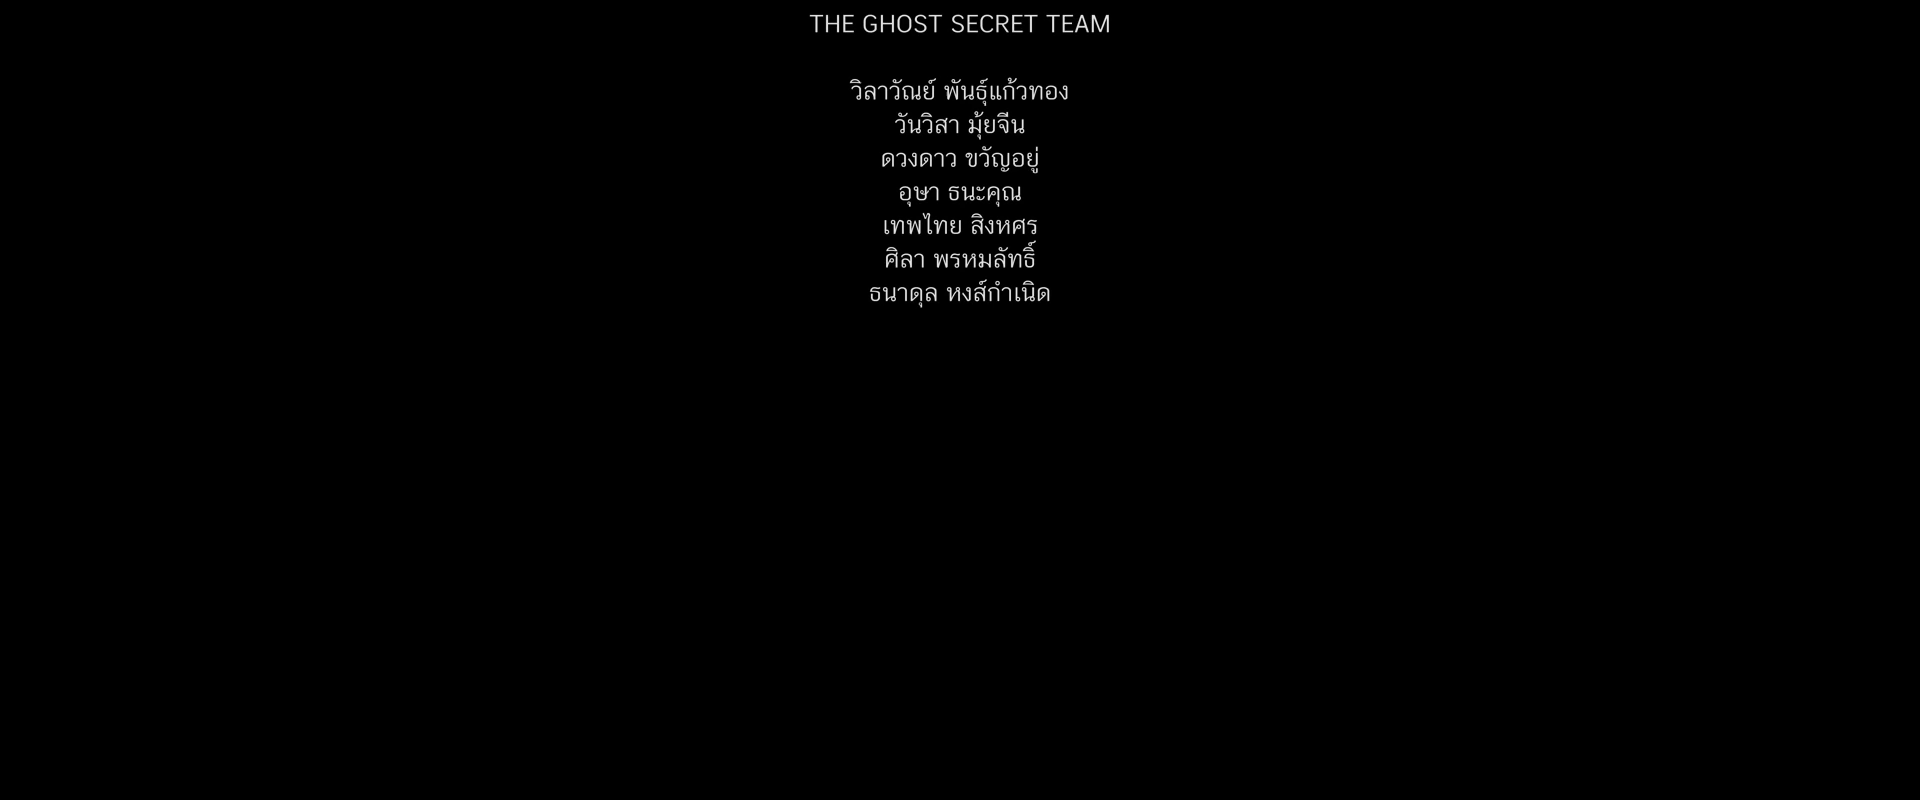 THE GHOST SECRET TEAM
วิลาวัณย์ พันธุ์แก้วทอง
วันวิสา มุ้ยจีน
ดวงดาว ขวัญอยู่
อุษา ธนะคุณ
เทพไทย สิงหศร
ศิลา พรหมลัทธิ์
ธนาดุล หงส์กำเนิด